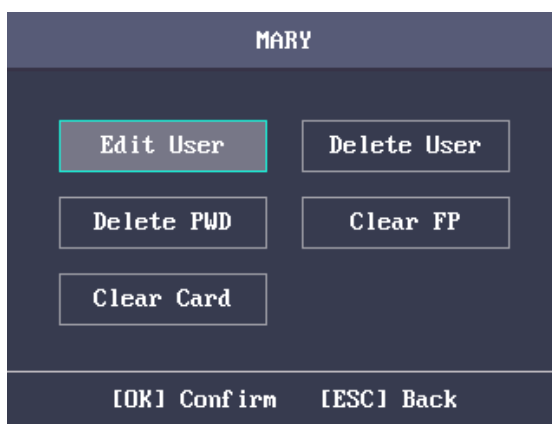 MARY
Edit User Delete User
Delete PWD Clear FP
Clear Card
[OK] Confirm [ESC] Back